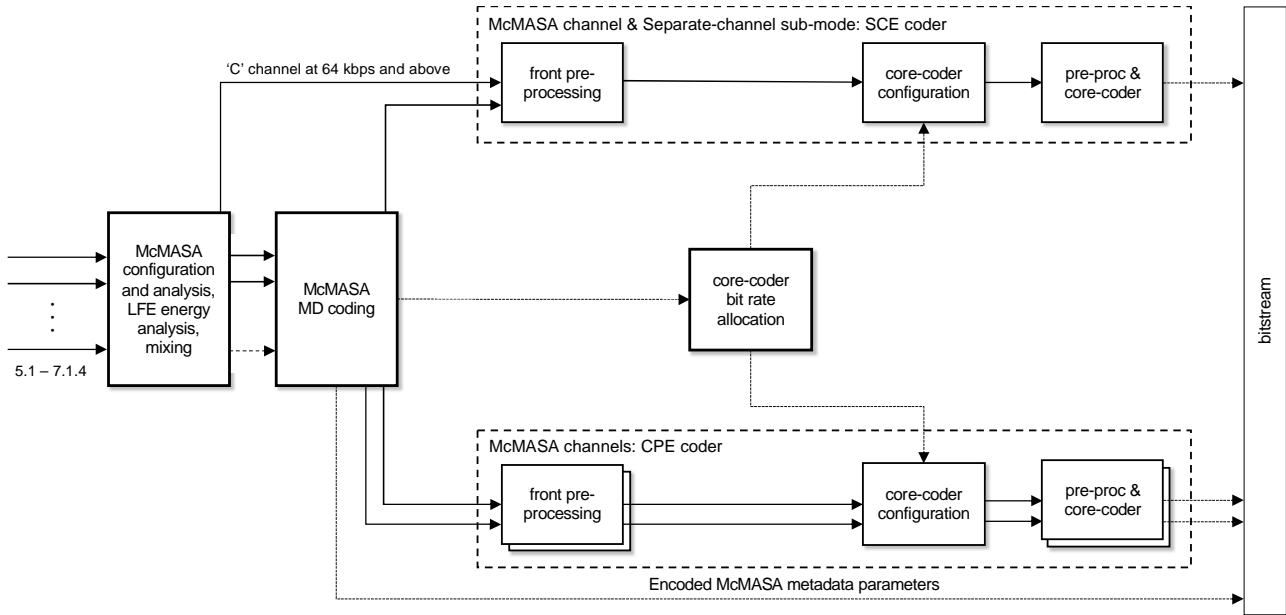 McMASA channel & Separate-channel sub-mode: SCE coder
‘C’ channel at 64 kbps and above
front pre-
processing
core-coder
configuration
pre-proc &
core-coder
McMASA
configuration
and analysis,
LFE energy
analysis,
mixing
5.1 – 7.1.4
McMASA
MD coding
core-coder
bit rate
allocation
bitstream
McMASA channels: CPE coder
front pre-
processing
core-coder
configuration
pre-proc &
core-coder
Encoded McMASA metadata parameters